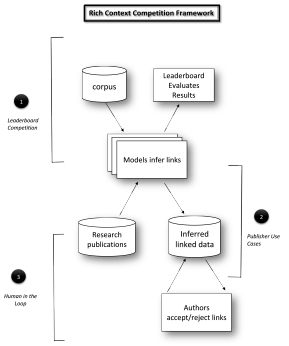 Rich Context Competition Framework
corpus
Leaderboard
Evaluates
Results
1
Leaderboard
Competition
Models infer links
Research
publications
Inferred
linked data
2
Publisher Use
Cases
3
Human in the
Loop
Authors
accept/reject links